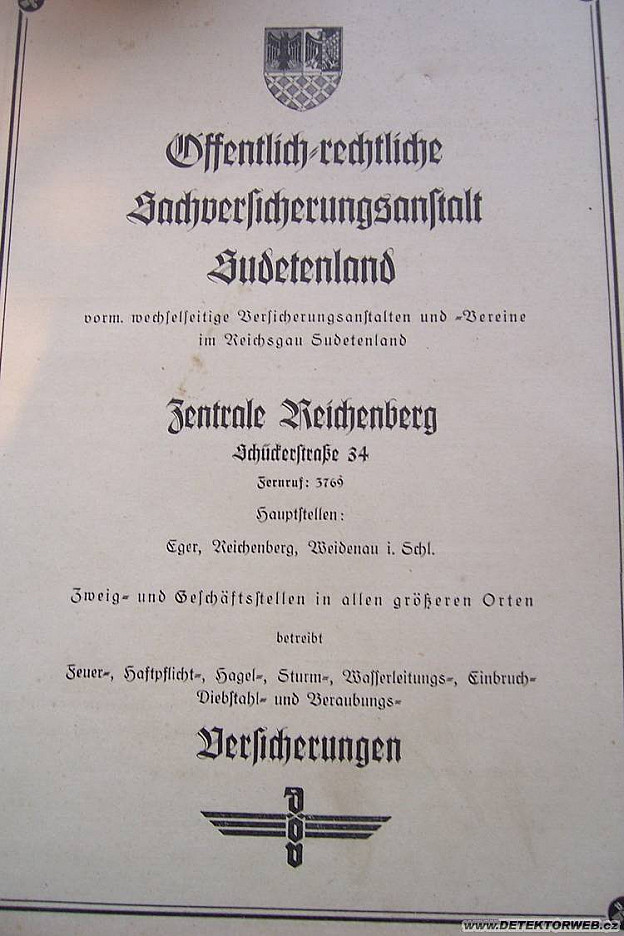 Öffentlich-rechtliche
Sachversicherungsanstalt
Sudetenland
vorm. wechselseitige Versicherungsanstalten und -Vereine
im Reichsgau Sudetenland
Zentrale Reichenberg
Schückerstraße 34
Fernruf: 3769
Hauptstellen:
Eger, Reichenberg, Weidenau i. Schl.
Zweig- und Geschäftsstellen in allen größeren Orten
betreibt
Feuer-, Haftpflicht-, Hagel-, Sturm-, Wasserleitungs-, Einbruch-
Diebstahl- und Beraubungs-
Versicherungen
www.DETEKTORWEB.cz